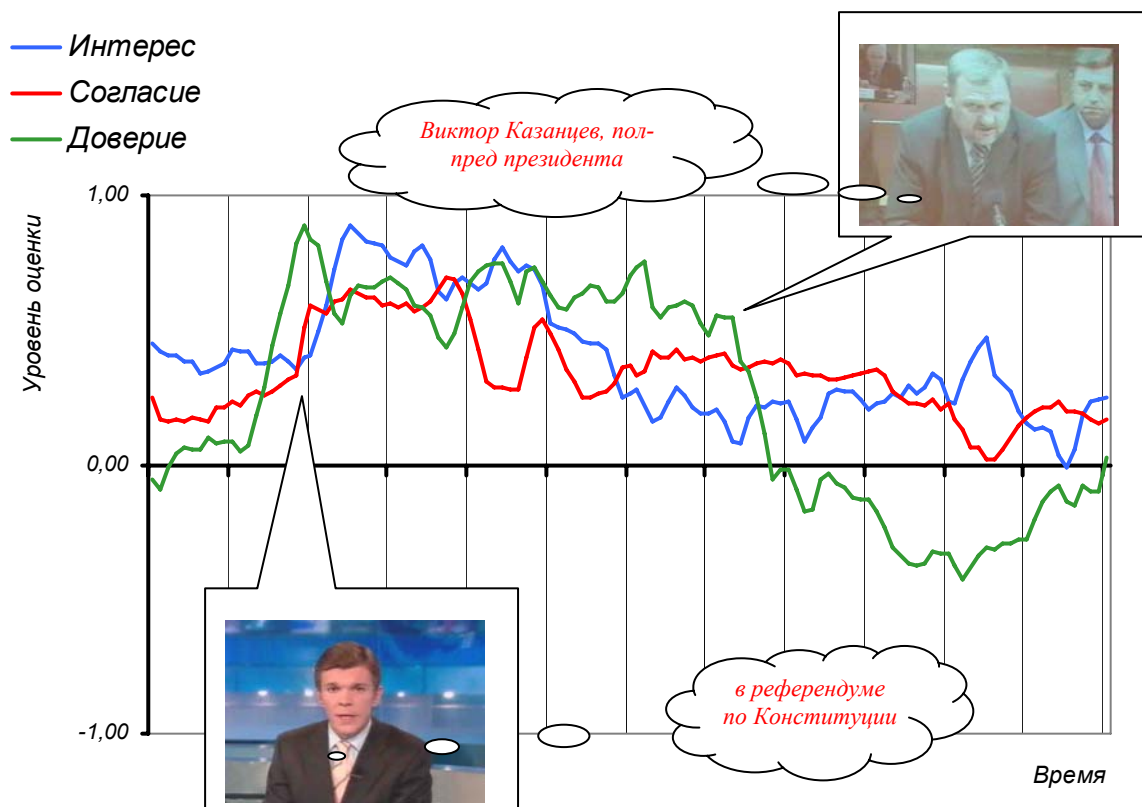 Интерес
Согласие
Доверие
Виктор Казанцев, пол-
пред президента
1,00
Уровень оценки
0,00
в референдуме
по Конституции
-1,00
Время